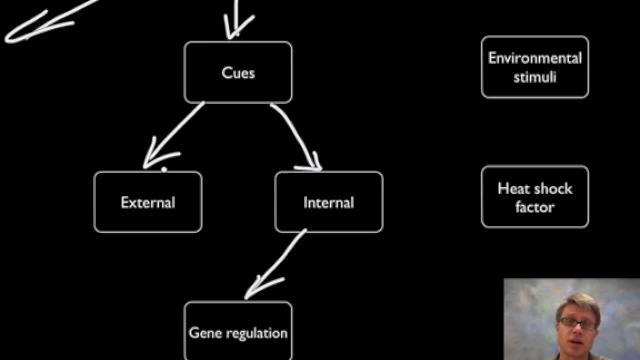 Cues
Environmental
stimuli
External
Internal
Heat shock
factor
Gene regulation